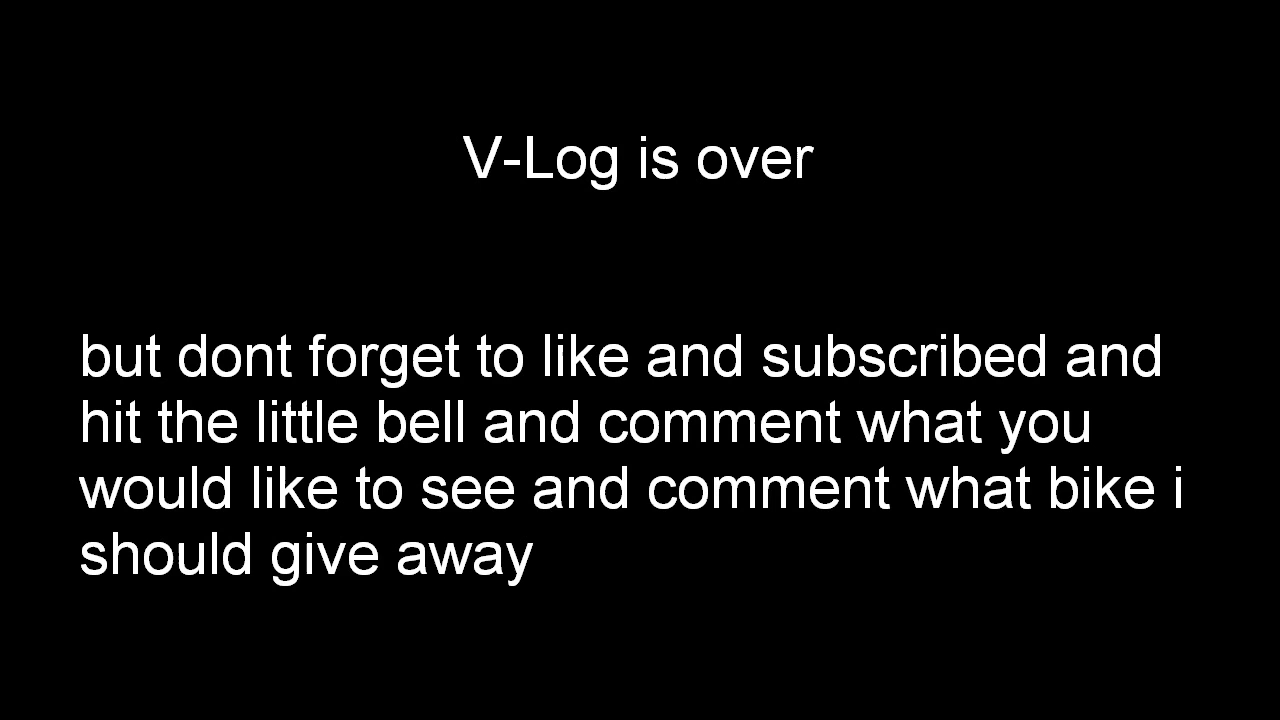 V-Log is over
but dont forget to like and subscribed and
hit the little bell and comment what you
would like to see and comment what bike i
should give away